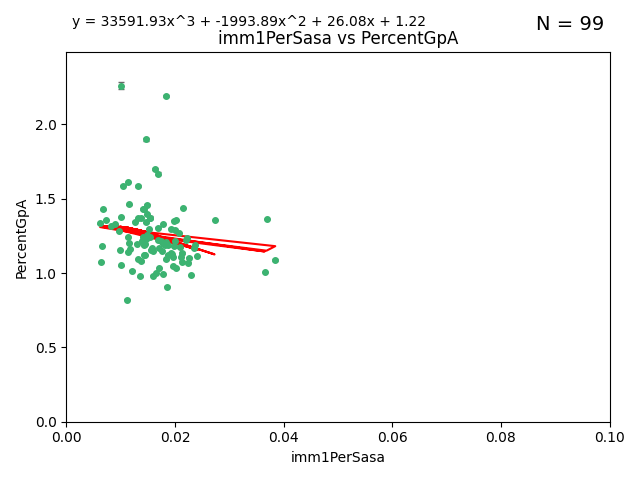 y = 33591.93x^3 + -1993.89x^2 + 26.08x + 1.22
N = 99
imm1PerSasa vs PercentGpA
PercentGpA
2.0
1.5
1.0
0.5
0.0
0.00 0.02 0.04 0.06 0.08 0.10
imm1PerSasa